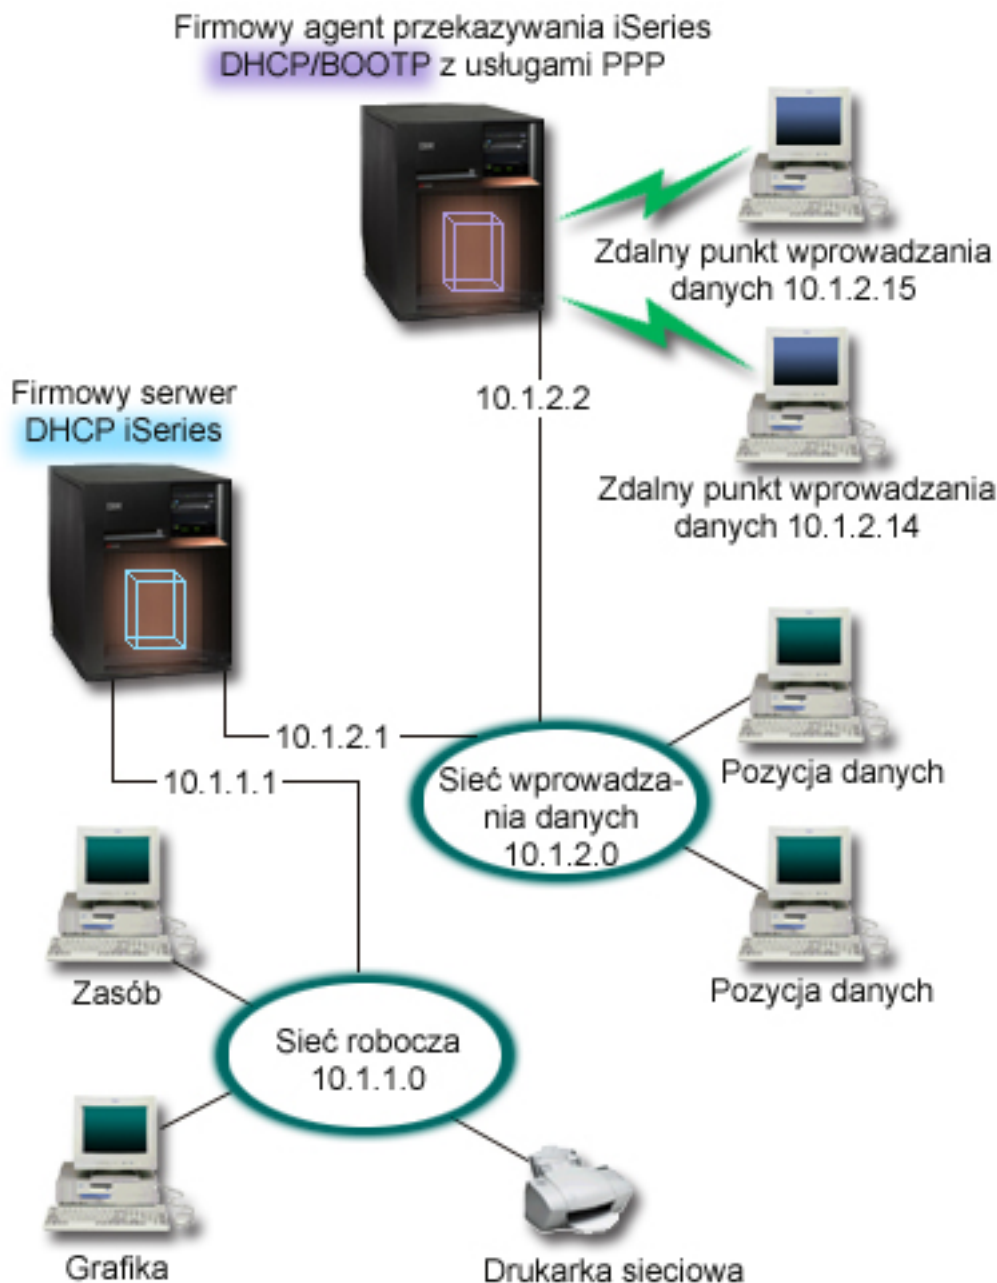 Firmowy agent przekazywania iSeries
DHCP/BOOTP z usługami PPP
Zdalny punkt wprowadzania
danych 10.1.2.15
10.1.2.2
Zdalny punkt wprowadzania
danych 10.1.2.14
Firmowy serwer
DHCP iSeries
10.1.2.1
10.1.1.1
Sieć wprowadza-
nia danych
10.1.2.0
Pozycja danych
Pozycja danych
Zasób
Sieć robocza
10.1.1.0
Grafika
Drukarka sieciowa